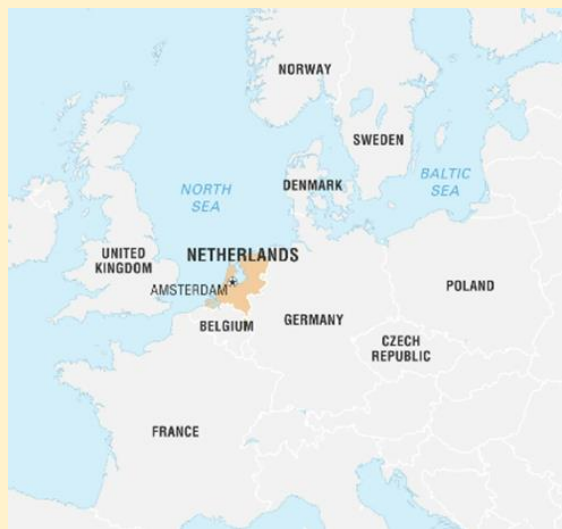 NORWAY
SWEDEN
BALTIC
SEA
NORTH
SEA
DENMARK
UNITED
KINGDOM
NETHERLANDS
AMSTERDAM
POLAND
BELGIUM
GERMANY
CZECH
REPUBLIC
FRANCE